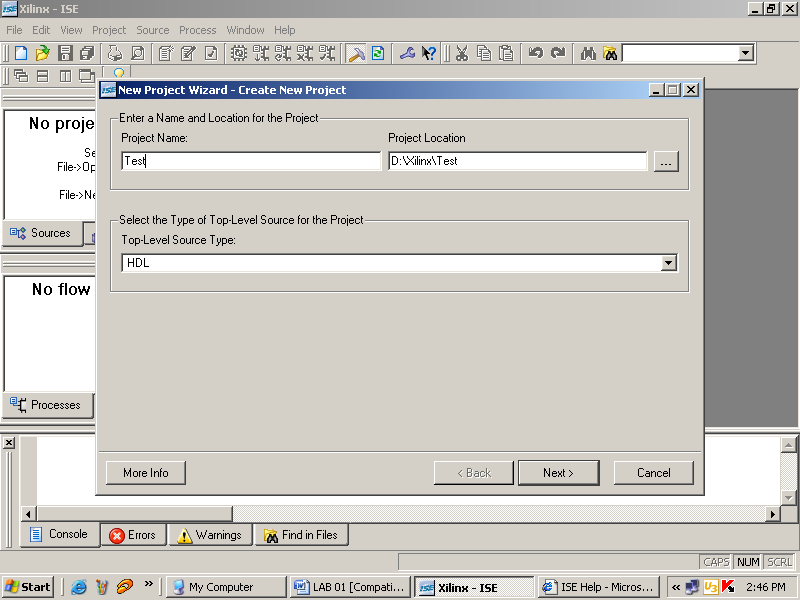 ISE Xilinx - ISE
File Edit View Project Source Process Window Help
ISE New Project Wizard - Create New Project
Enter a Name and Location for the Project
Project Name:
Project Location
Test
D:\Xilinx\Test
...
Select the Type of Top-Level Source for the Project
Top-Level Source Type:
HDL
More Info
< Back
Next >
Cancel
No proje
Se
File->Op
File->Ne
Sources
No flow
Processes
Console
Errors
Warnings
Find in Files
CAPS NUM SCRL
Start
»
My Computer
LAB 01 [Compati...
ISE Xilinx - ISE
ISE Help - Micros...
«
V3
K
2:46 PM